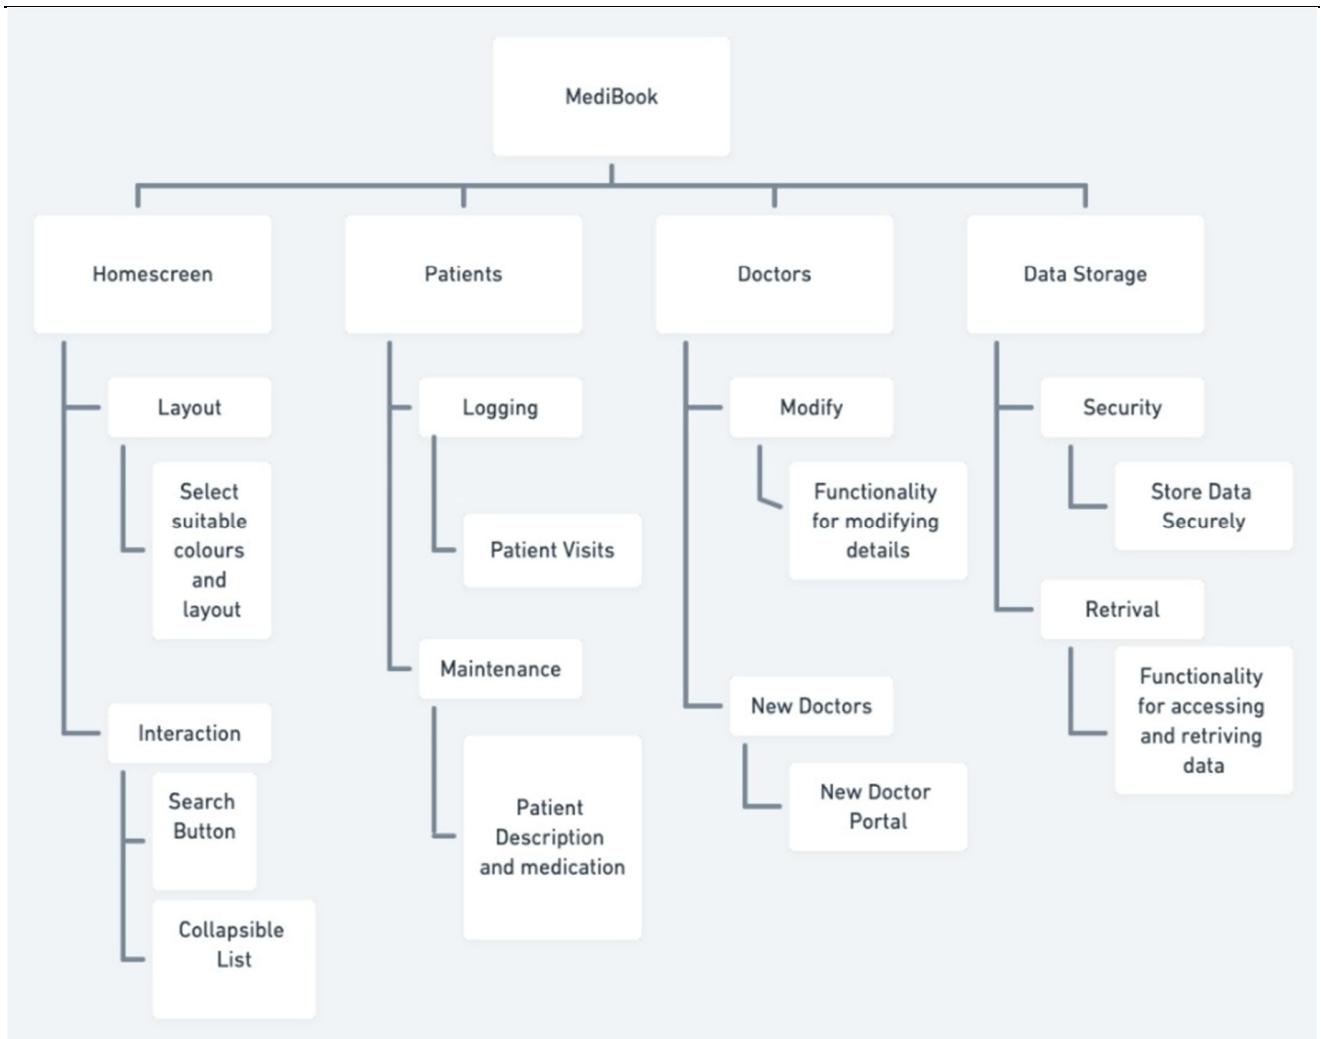 MediBook
Homescreen
Layout
Select
suitable
colours
and
layout
Interaction
Search
Button
Collapsible
List
Patients
Logging
Patient Visits
Maintenance
Patient
Description
and medication
Doctors
Modify
Functionality
for modifying
details
New Doctors
New Doctor
Portal
Data Storage
Security
Store Data
Securely
Retrival
Functionality
for accessing
and retriving
data